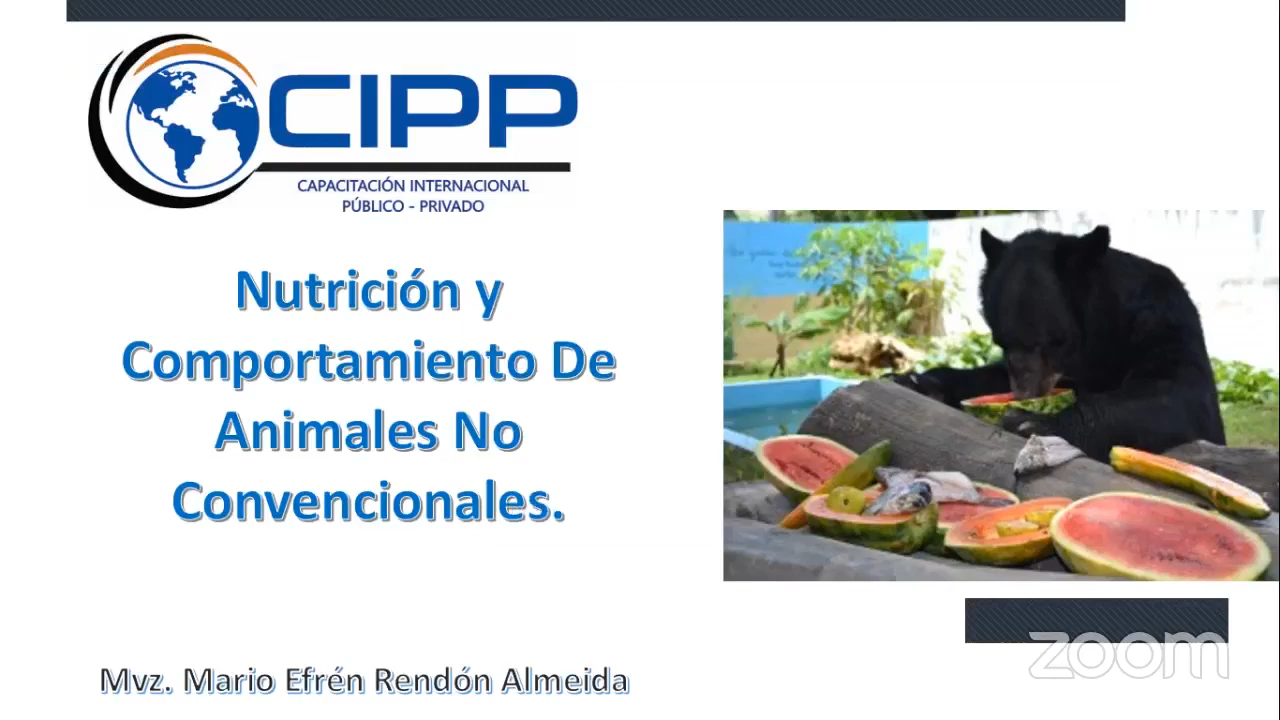 CIPP
CAPACITACIÓN INTERNACIONAL
PÚBLICO - PRIVADO
Nutrición y
Comportamiento De
Animales No
Convencionales.
Mvz. Mario Efrén Rendón Almeida
zoom